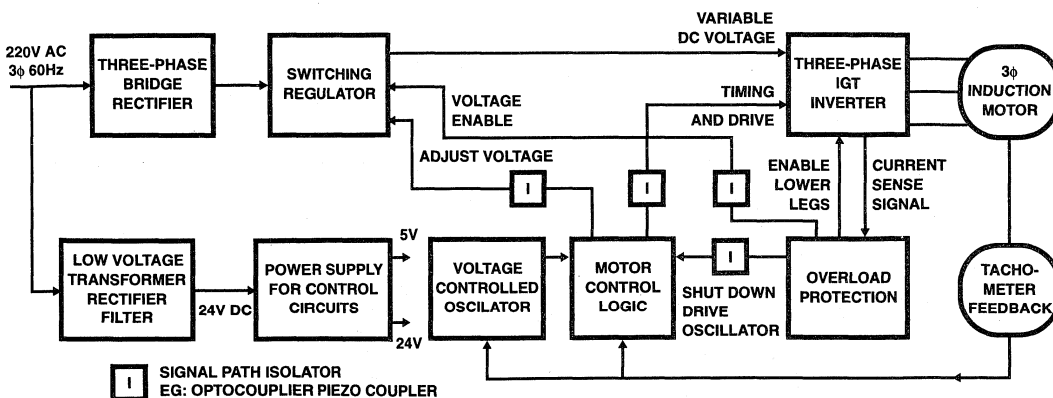 220V AC
3ϕ 60Hz
THREE-PHASE
BRIDGE
RECTIFIER
SWITCHING
REGULATOR
VARIABLE
DC VOLTAGE
THREE-PHASE
IGT
INVERTER
3ϕ
INDUCTION
MOTOR
VOLTAGE
ENABLE
TIMING
AND DRIVE
ADJUST VOLTAGE
I
I
I
ENABLE
LOWER
LEGS
CURRENT
SENSE
SIGNAL
LOW VOLTAGE
TRANSFORMER
RECTIFIER
FILTER
24V DC
POWER SUPPLY
FOR CONTROL
CIRCUITS
5V
24V
VOLTAGE
CONTROLLED
OSCILATOR
MOTOR
CONTROL
LOGIC
I
SHUT DOWN
DRIVE
OSCILLATOR
OVERLOAD
PROTECTION
TACHO-
METER
FEEDBACK
I
SIGNAL PATH ISOLATOR
EG: OPTOCOUPLIER PIEZO COUPLER